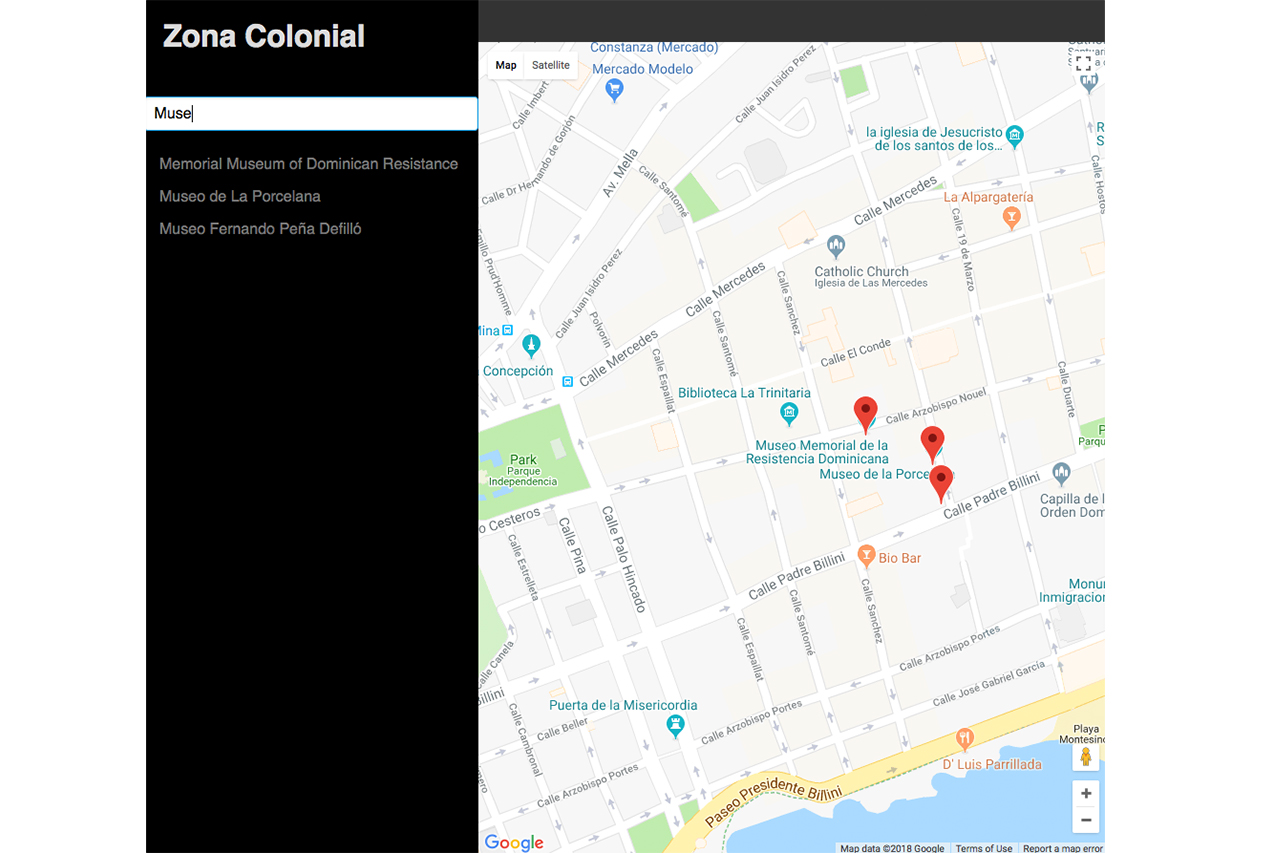 Zona Colonial
Muse
Memorial Museum of Dominican Resistance
Museo de La Porcelana
Museo Fernando Peña Defilló
Map
Satellite
Constanza (Mercado)
Mercado Modelo
Calle Juan Isidro Perez
Calle Imbert
Calle Dr Hernando de Gorjón
Av. Mella
Calle Santomé
la iglesia de Jesucristo
de los santos de los...
Calle Hostos
La Alpargatería
Calle Mercedes
Calle 19 de Marzo
Catholic Church
Iglesia de Las Mercedes
Emilio Prud'Homme
Calle Juan Isidro Perez
Calle Mercedes
Calle Sanchez
Polvorin
Calle Santomé
Mina
Concepción
Calle Mercedes
Calle Espaillat
Calle El Conde
Calle Duarte
Biblioteca La Trinitaria
Calle Arzobispo Nouel
Museo Memorial de la
Resistencia Dominicana
Museo de la Porce
Park
Parque
Independencia
Parqu
Calle Padre Billini
Capilla de l
Orden Dom
o Cesteros
Calle Pina
Calle Palo Hincado
Calle Estrelleta
Bio Bar
Calle Padre Billini
Calle Sanchez
Calle Santomé
Monu
Inmigracion
Calle Espaillat
Calle Arzobispo Portes
Calle Canela
Billini
Calle José Gabriel García
Puerta de la Misericordia
Calle Beller
Calle Cambronal
Calle Arzobispo Portes
Calle Arzobispo Portes
Playa
Montesino
D' Luis Parrillada
Paseo Presidente Billini
+
−
Google
Map data ©2018 Google
Terms of Use
Report a map error